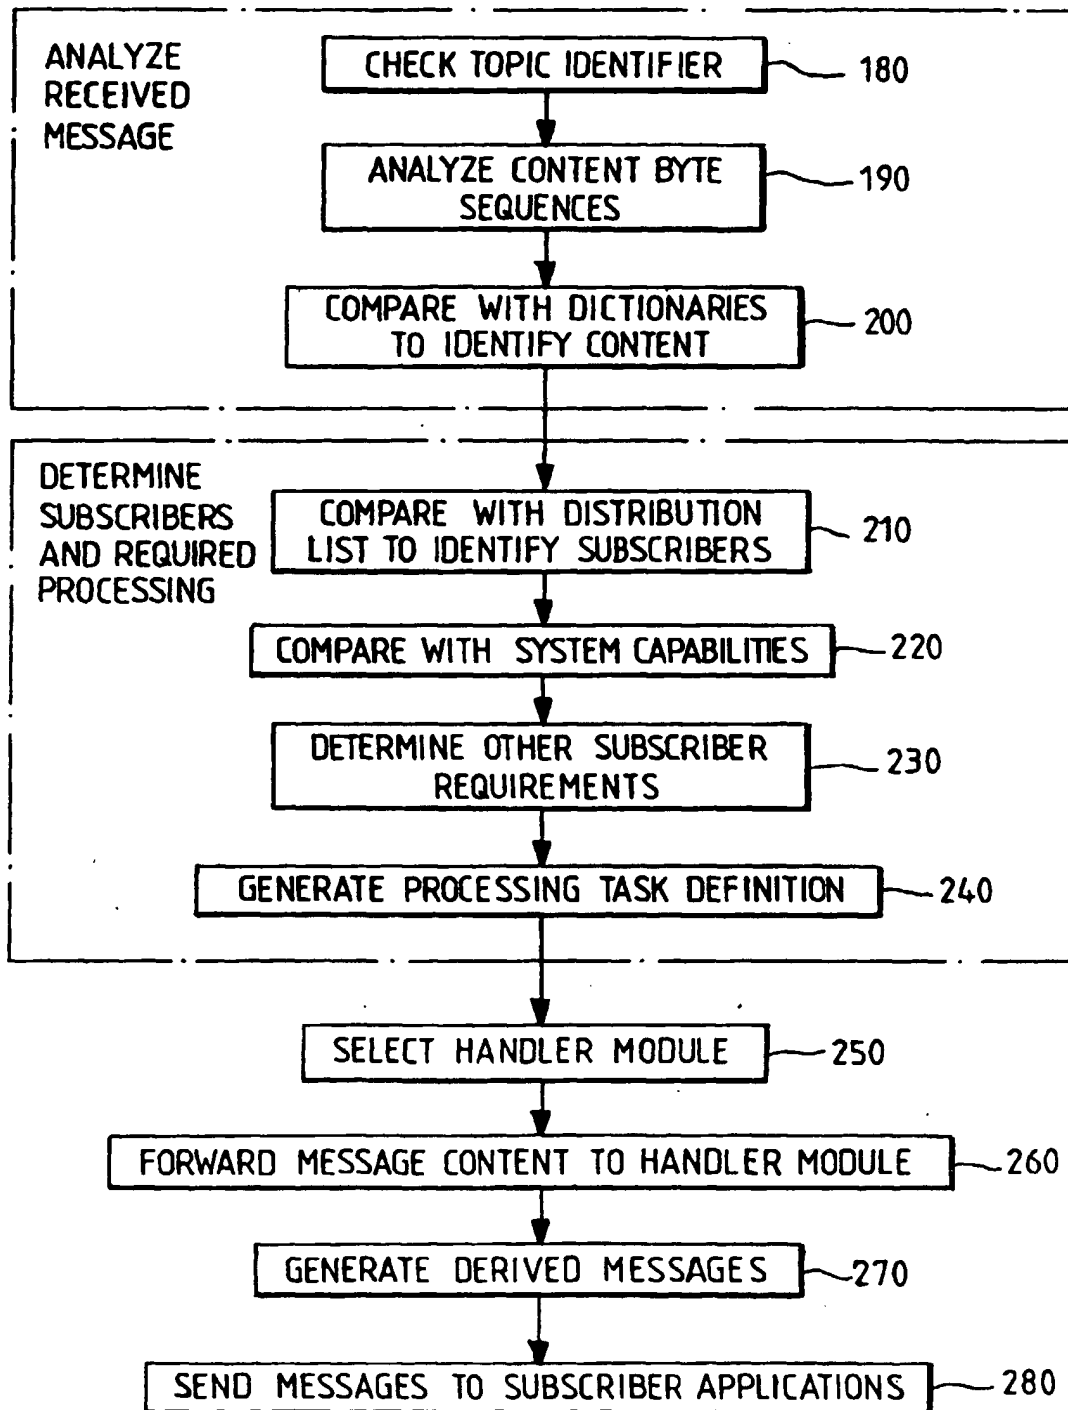 ANALYZE
RECEIVED
MESSAGE
CHECK TOPIC IDENTIFIER
180
ANALYZE CONTENT BYTE
SEQUENCES
190
COMPARE WITH DICTIONARIES
TO IDENTIFY CONTENT
200
DETERMINE
SUBSCRIBERS
AND REQUIRED
PROCESSING
COMPARE WITH DISTRIBUTION
LIST TO IDENTIFY SUBSCRIBERS
210
COMPARE WITH SYSTEM CAPABILITIES
220
DETERMINE OTHER SUBSCRIBER
REQUIREMENTS
230
GENERATE PROCESSING TASK DEFINITION
240
SELECT HANDLER MODULE
250
FORWARD MESSAGE CONTENT TO HANDLER MODULE
260
GENERATE DERIVED MESSAGES
270
SEND MESSAGES TO SUBSCRIBER APPLICATIONS
280